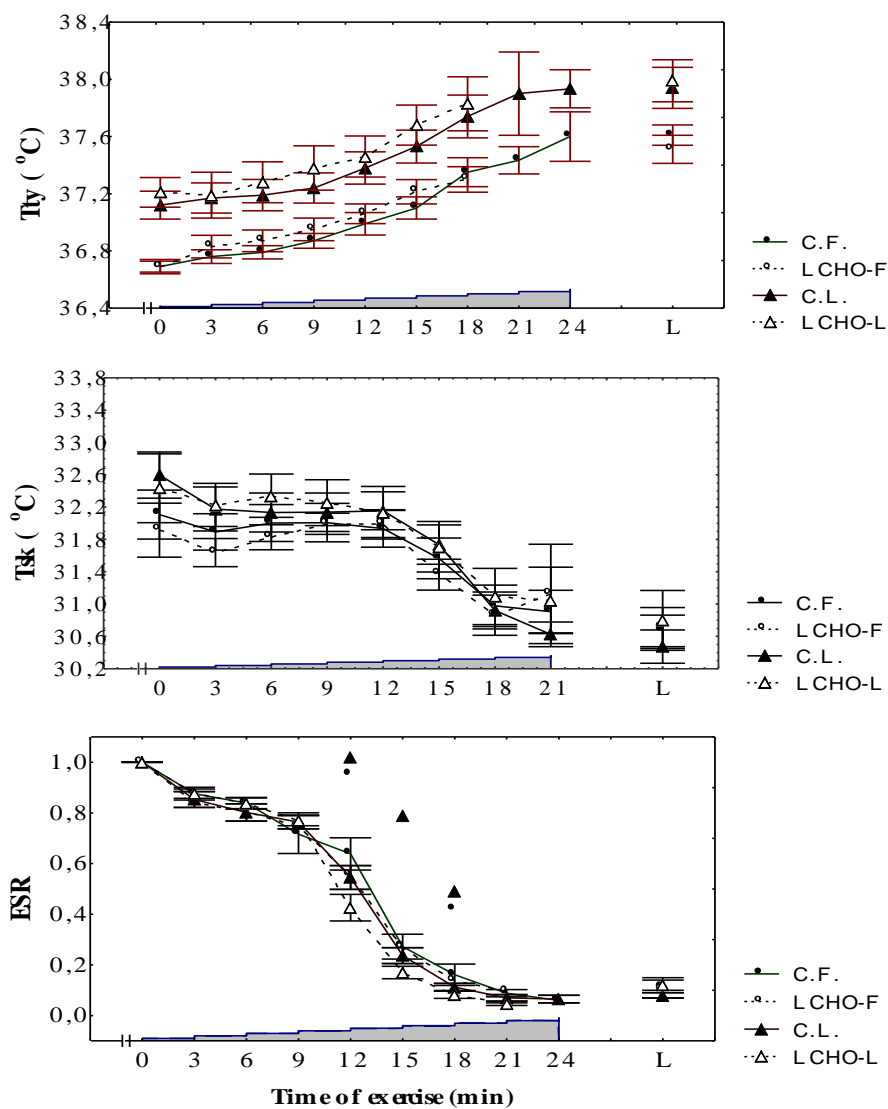 38,4
38,0
37,6
37,2
36,8
36,4
Tty ( °C)
0 3 6 9 12 15 18 21 24 L
C.F.
LCHO-F
C.L.
LCHO-L
33,8
33,4
33,0
32,6
32,2
31,8
31,4
31,0
30,6
30,2
Tsk ( °C)
0 3 6 9 12 15 18 21 L
C.F.
LCHO-F
C.L.
LCHO-L
1,0
0,8
0,6
0,4
0,2
0,0
ESR
0 3 6 9 12 15 18 21 24 L
C.F.
LCHO-F
C.L.
LCHO-L
Time of exercise (min)